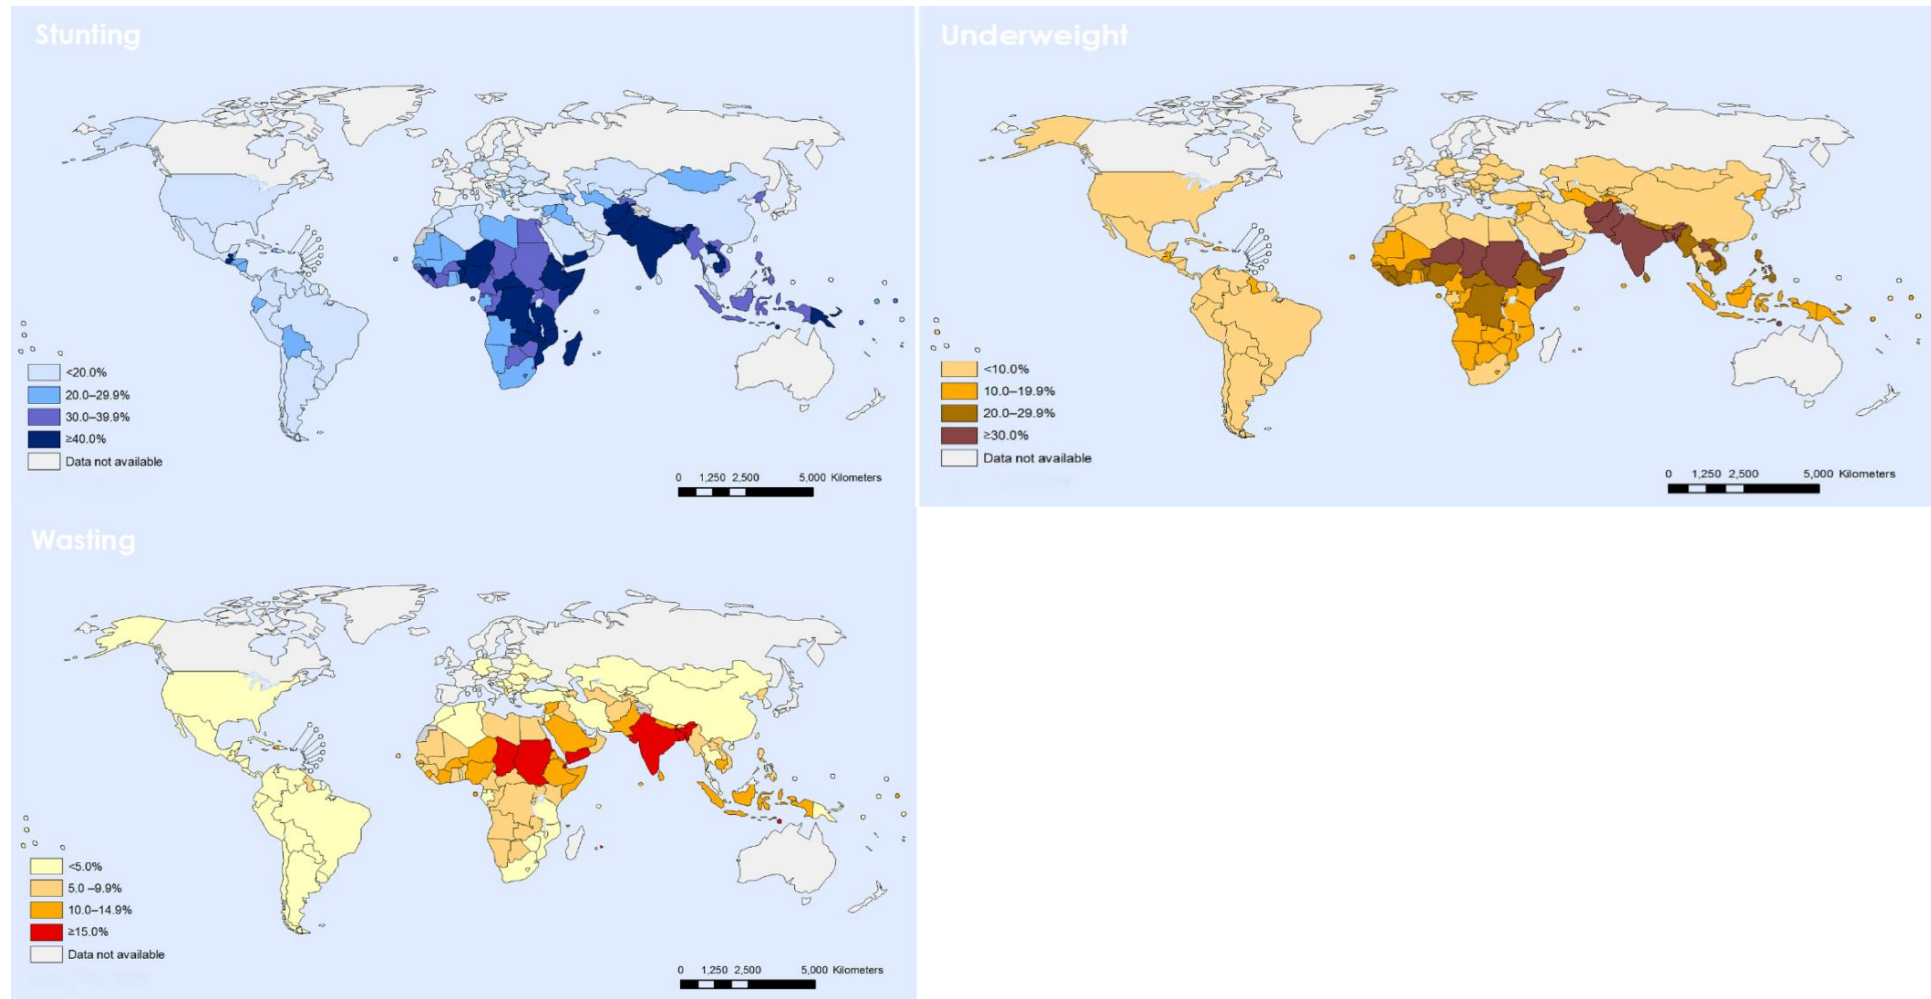 Stunting
<20.0%
20.0–29.9%
30.0–39.9%
≥40.0%
Data not available
0 1,250 2,500 5,000 Kilometers
Underweight
<10.0%
10.0–19.9%
20.0–29.9%
≥30.0%
Data not available
0 1,250 2,500 5,000 Kilometers
Wasting
<5.0%
5.0 –9.9%
10.0–14.9%
≥15.0%
Data not available
0 1,250 2,500 5,000 Kilometers